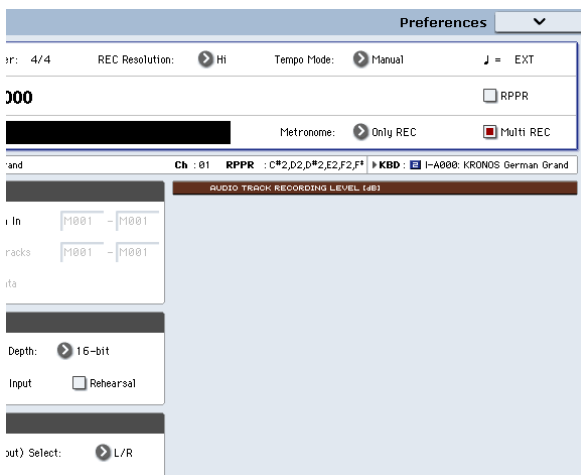 Preferences
er: 4/4 REC Resolution: Hi Tempo Mode: Manual ♩ = EXT
000 RPPR
Metronome: Only REC Multi REC
rand Ch : 01 RPPR : C#2,D2,D#2,E2,F2,F# ▶KBD : I-A000: KRONOS German Grand
AUDIO TRACK RECORDING LEVEL [dB]
In M001 - M001
racks M001 - M001
ata
Depth: 16-bit
Input Rehearsal
out) Select: L/R